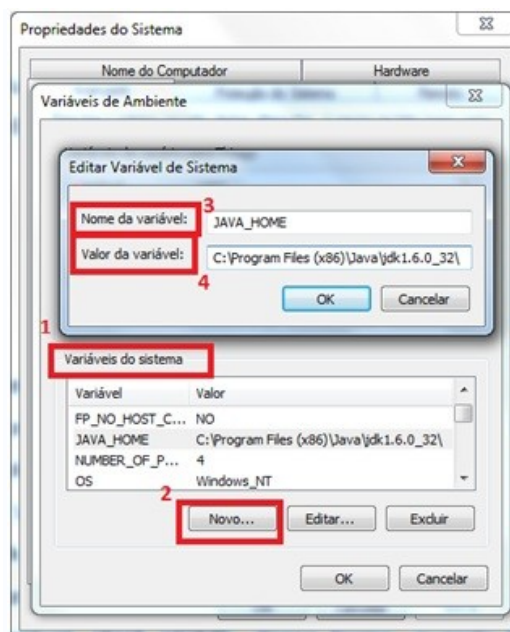 Propriedades do Sistema
Nome do Computador Hardware
Variáveis de Ambiente
Editar Variável de Sistema
3
Nome da variável: JAVA_HOME
Valor da variável: C:\Program Files (x86)\Java\jdk1.6.0_32\
4
OK Cancelar
1
Variáveis do sistema
Variável Valor
FP_NO_HOST_C... NO
JAVA_HOME C:\Program Files (x86)\Java\jdk1.6.0_32\
NUMBER_OF_P... 4
OS Windows_NT
2
Novo... Editar... Excluir
OK Cancelar